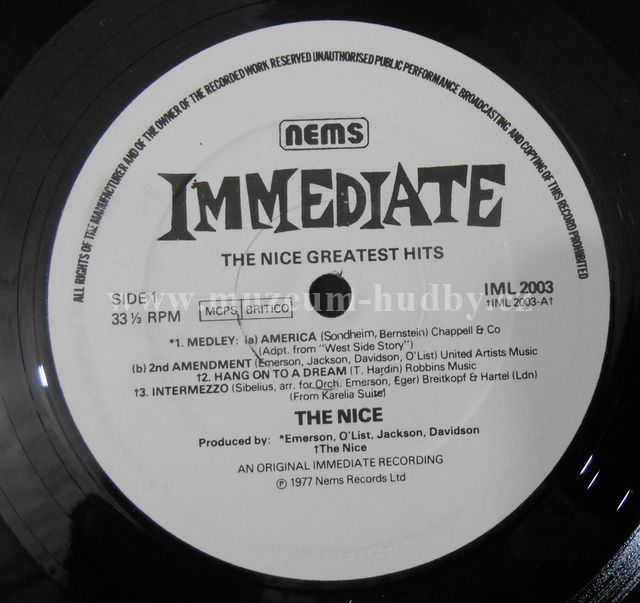 ALL RIGHTS OF THE MANUFACTURER AND OF THE OWNER OF THE RECORDED WORK RESERVED UNAUTHORISED PUBLIC PERFORMANCE BROADCASTING AND COPYING OF THIS RECORD PROHIBITED
nems
IMMEDIATE
THE NICE GREATEST HITS
SIDE 1
33⅓ RPM
MCPS BRITICO
IML 2003
†IML 2003-A†
www.muzeum-hudby.cz
*1. MEDLEY: (a) AMERICA (Sondheim, Bernstein) Chappell & Co
(Adpt. from "West Side Story")
(b) 2nd AMENDMENT (Emerson, Jackson, Davidson, O'List) United Artists Music
†2. HANG ON TO A DREAM (T. Hardin) Robbins Music
†3. INTERMEZZO (Sibelius, arr. for Orch. Emerson, Eger) Breitkopf & Hartel (Ldn)
(From Karelia Suite)
THE NICE
Produced by: *Emerson, O'List, Jackson, Davidson
†The Nice
AN ORIGINAL IMMEDIATE RECORDING
℗ 1977 Nems Records Ltd